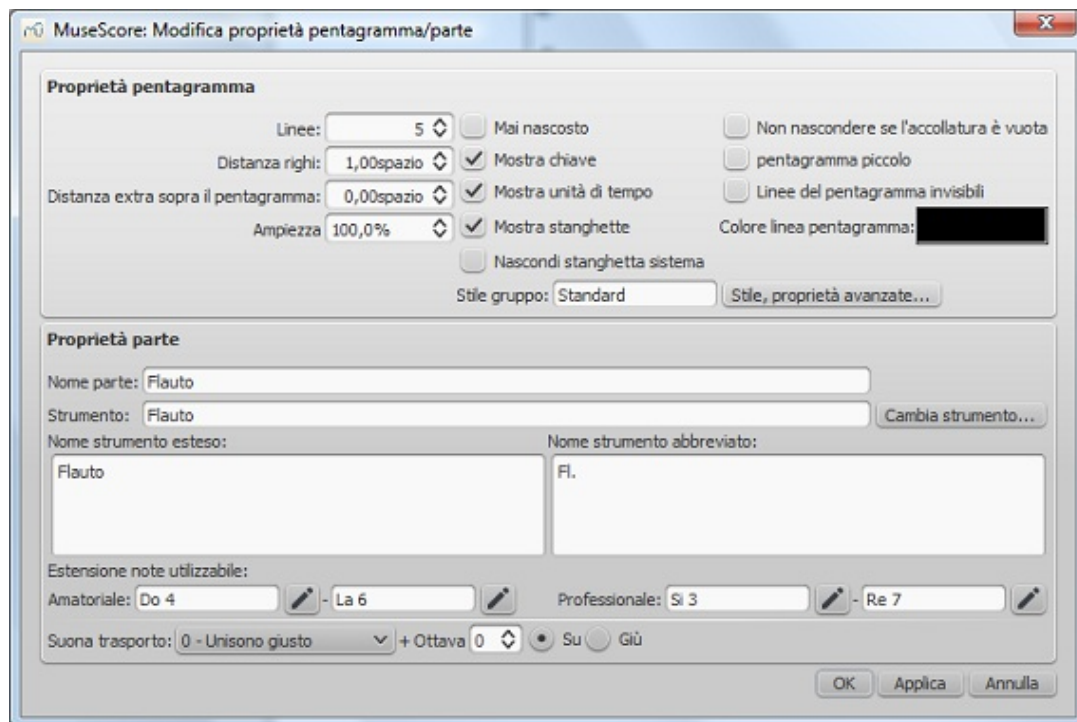 MuseScore: Modifica proprietà pentagramma/parte
Proprietà pentagramma
Linee: 5 Mai nascosto Non nascondere se l'accollatura è vuota
Distanza righi: 1,00spazio Mostra chiave pentagramma piccolo
Distanza extra sopra il pentagramma: 0,00spazio Mostra unità di tempo Linee del pentagramma invisibili
Ampiezza 100,0% Mostra stanghette Colore linea pentagramma:
Nascondi stanghetta sistema
Stile gruppo: Standard Stile, proprietà avanzate...
Proprietà parte
Nome parte: Flauto
Strumento: Flauto Cambia strumento...
Nome strumento esteso: Nome strumento abbreviato:
Flauto Fl.
Estensione note utilizzabile:
Amatoriale: Do 4 - La 6 Professionale: Si 3 - Re 7
Suona trasporto: 0 - Unisono giusto + Ottava 0 Su Giù
OK Applica Annulla